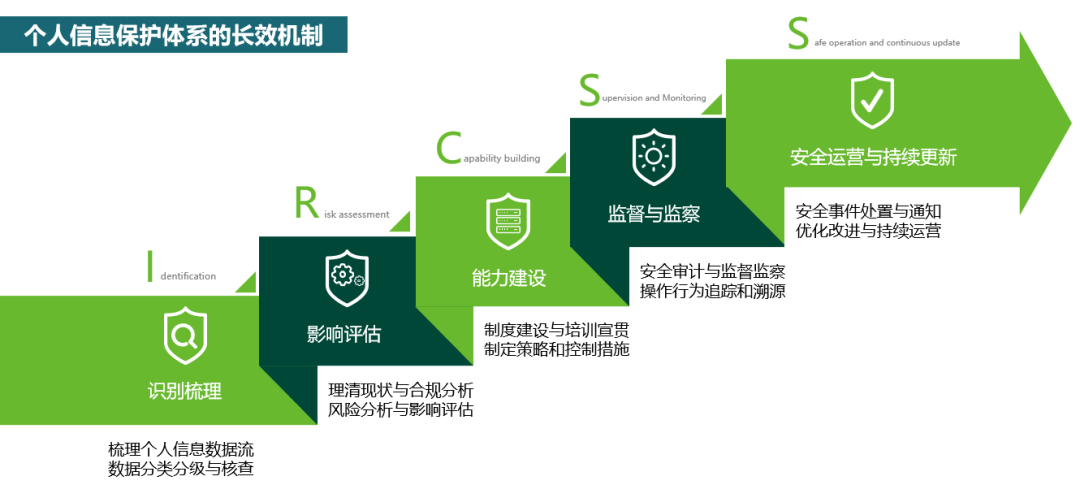 个人信息保护体系的长效机制
Safe operation and continuous update
安全运营与持续更新
安全事件处置与通知
优化改进与持续运营
Supervision and Monitoring
监督与监察
安全审计与监督监察
操作行为追踪和溯源
Capability building
能力建设
制度建设与培训宣贯
制定策略和控制措施
Risk assessment
影响评估
理清现状与合规分析
风险分析与影响评估
Identification
识别梳理
梳理个人信息数据流
数据分类分级与核查